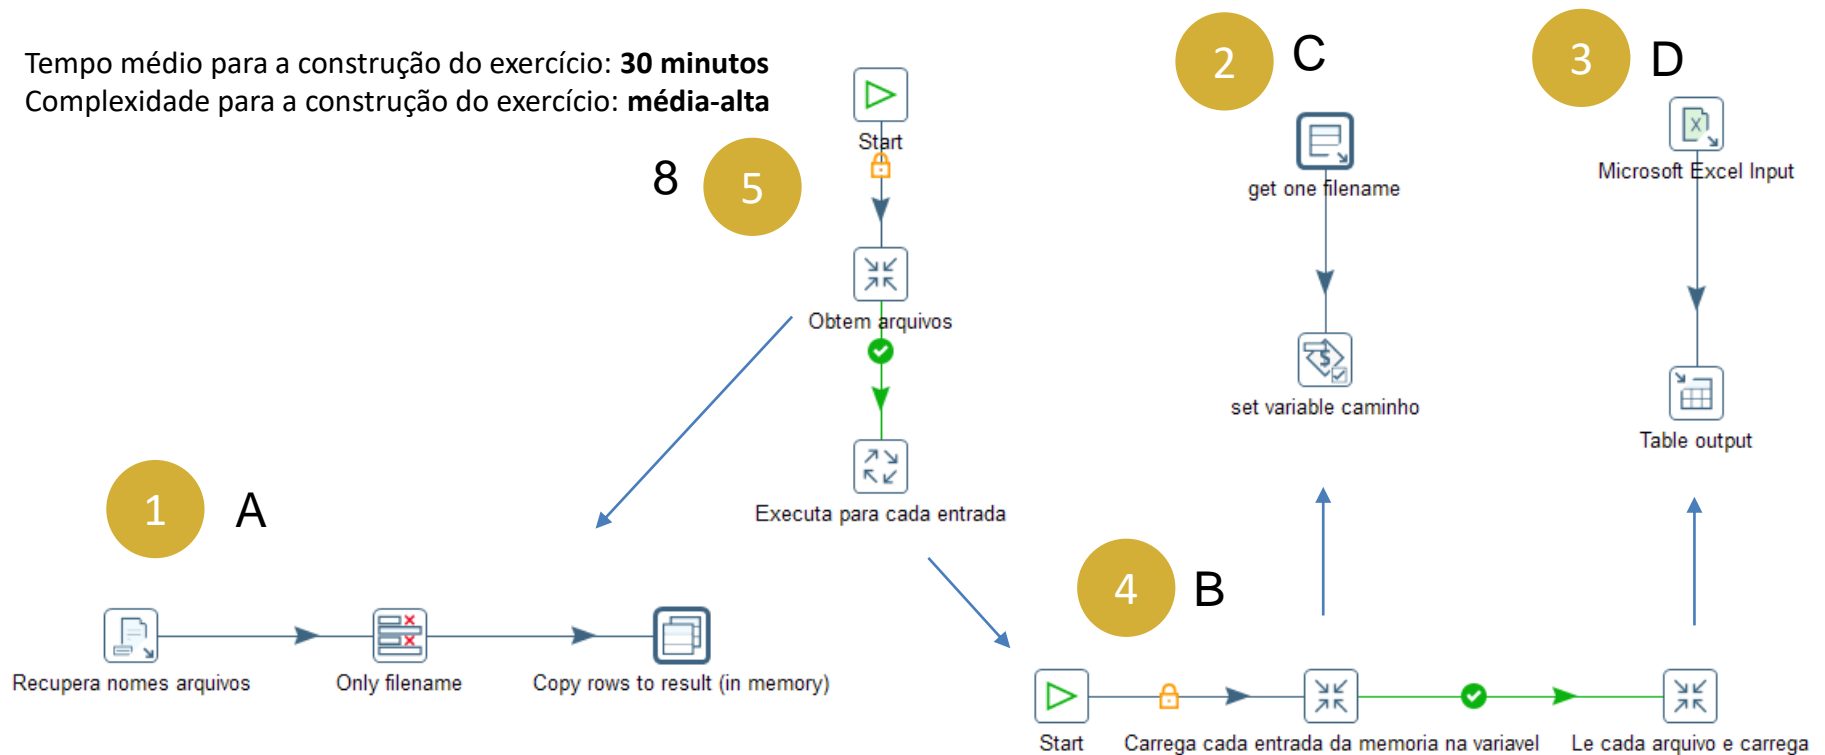 Tempo médio para a construção do exercício: 30 minutos
Complexidade para a construção do exercício: média-alta
Start
8
5
Obtem arquivos
Executa para cada entrada
2
C
get one filename
set variable caminho
3
D
Microsoft Excel Input
Table output
1
A
Recupera nomes arquivos
Only filename
Copy rows to result (in memory)
4
B
Start
Carrega cada entrada da memoria na variavel
Le cada arquivo e carrega